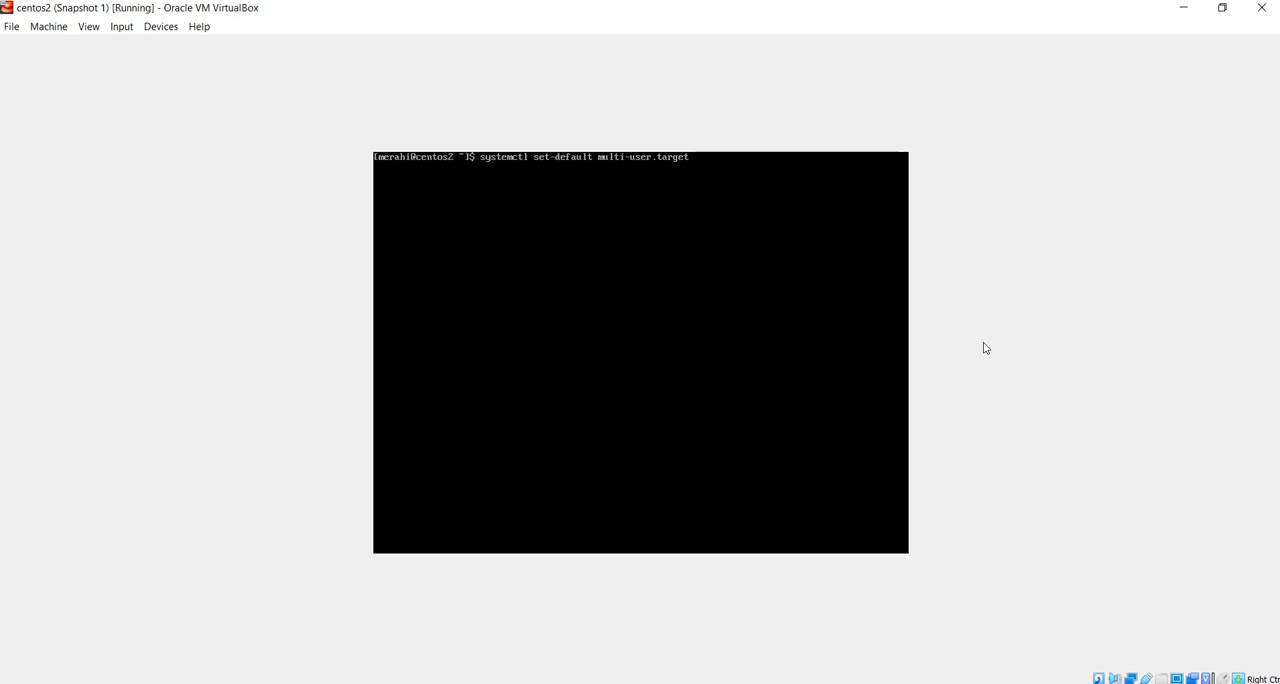 centos2 (Snapshot 1) [Running] - Oracle VM VirtualBox
File Machine View Input Devices Help
[merahi@centos2 ~]$ systemctl set-default multi-user.target
Right Ctr